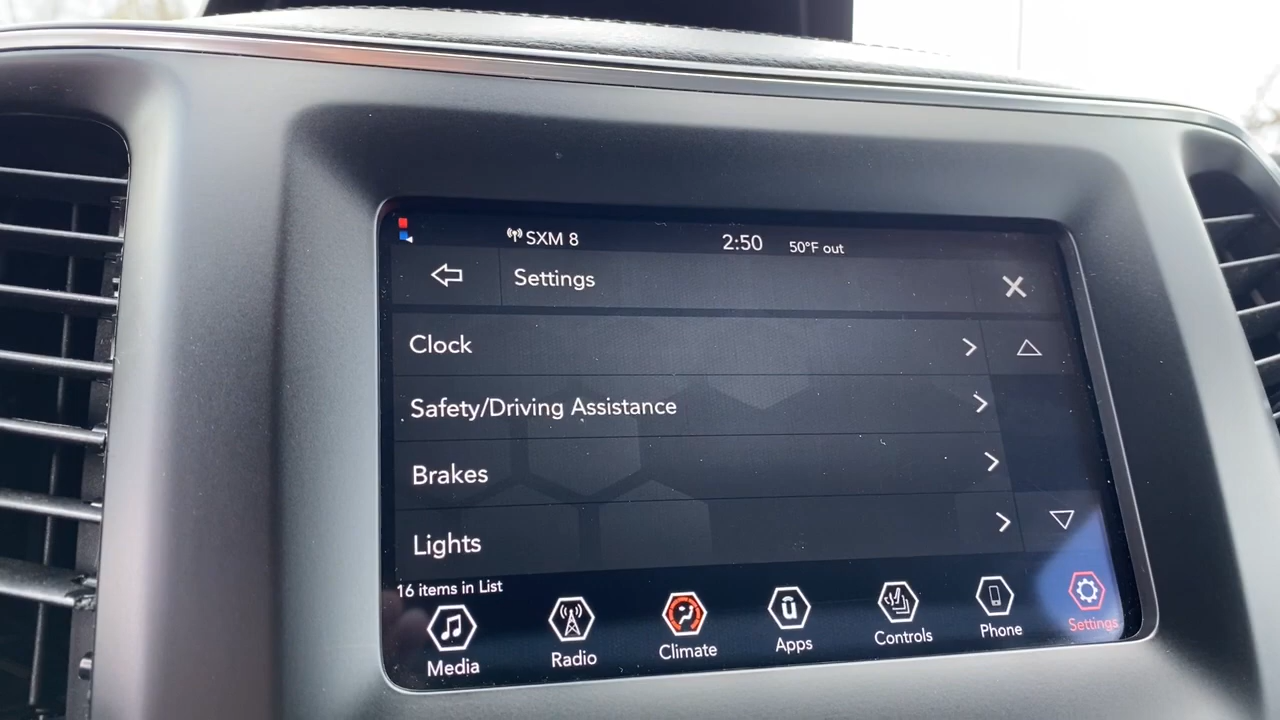 SXM 8 2:50 50°F out
Settings
Clock
Safety/Driving Assistance
Brakes
Lights
16 items in List
Media Radio Climate Apps Controls Phone Settings